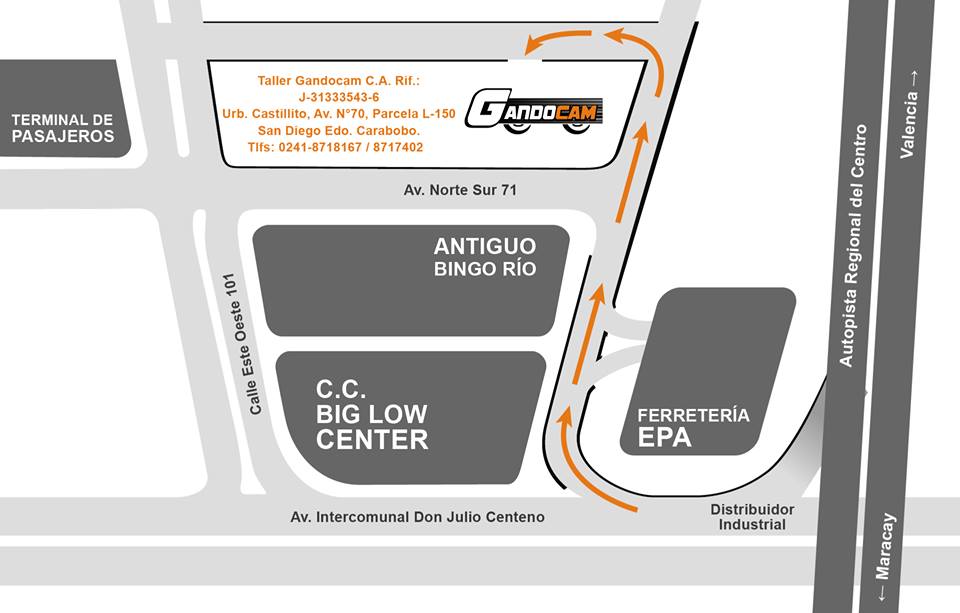 Taller Gandocam C.A. Rif.:
J-31333543-6
Urb. Castillito, Av. N°70, Parcela L-150
San Diego Edo. Carabobo.
Tlfs: 0241-8718167 / 8717402
GANDOCAM
TERMINAL DE
PASAJEROS
Av. Norte Sur 71
ANTIGUO
BINGO RÍO
Calle Este Oeste 101
C.C.
BIG LOW
CENTER
FERRETERÍA
EPA
Av. Intercomunal Don Julio Centeno
Distribuidor
Industrial
Autopista Regional del Centro
Valencia →
← Maracay